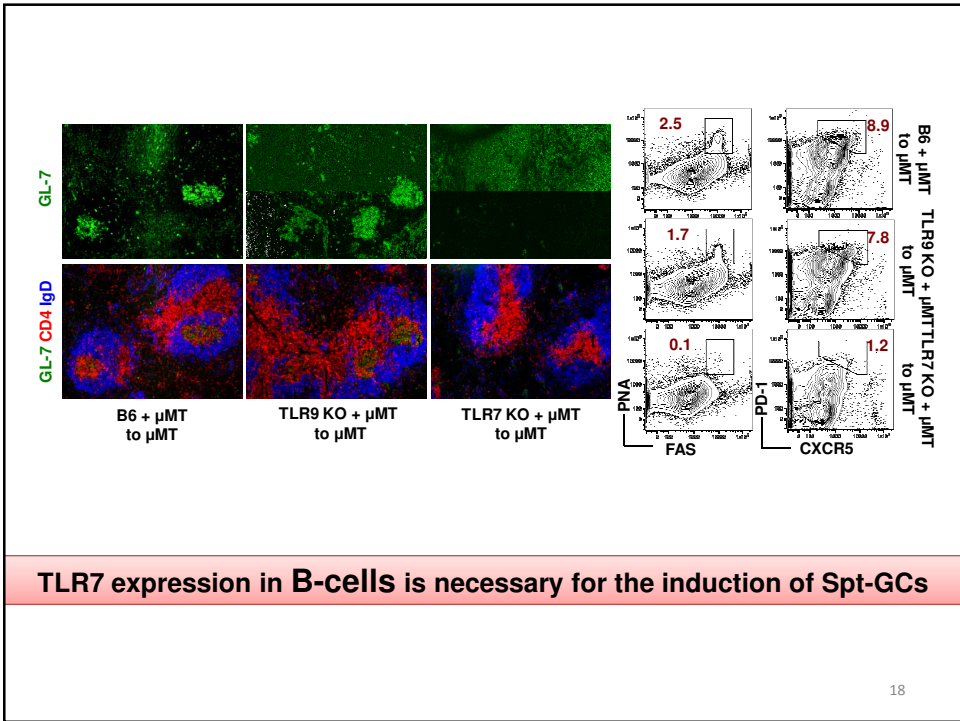 GL-7
GL-7 CD4 IgD
B6 + µMT
to µMT
TLR9 KO + µMT
to µMT
TLR7 KO + µMT
to µMT
2.5
8.9
1.7
7.8
0.1
1.2
PNA
FAS
PD-1
CXCR5
B6 + µMT
to µMT
TLR9 KO + µMT
to µMT
TLR7 KO + µMT
to µMT
TLR7 expression in B-cells is necessary for the induction of Spt-GCs
18